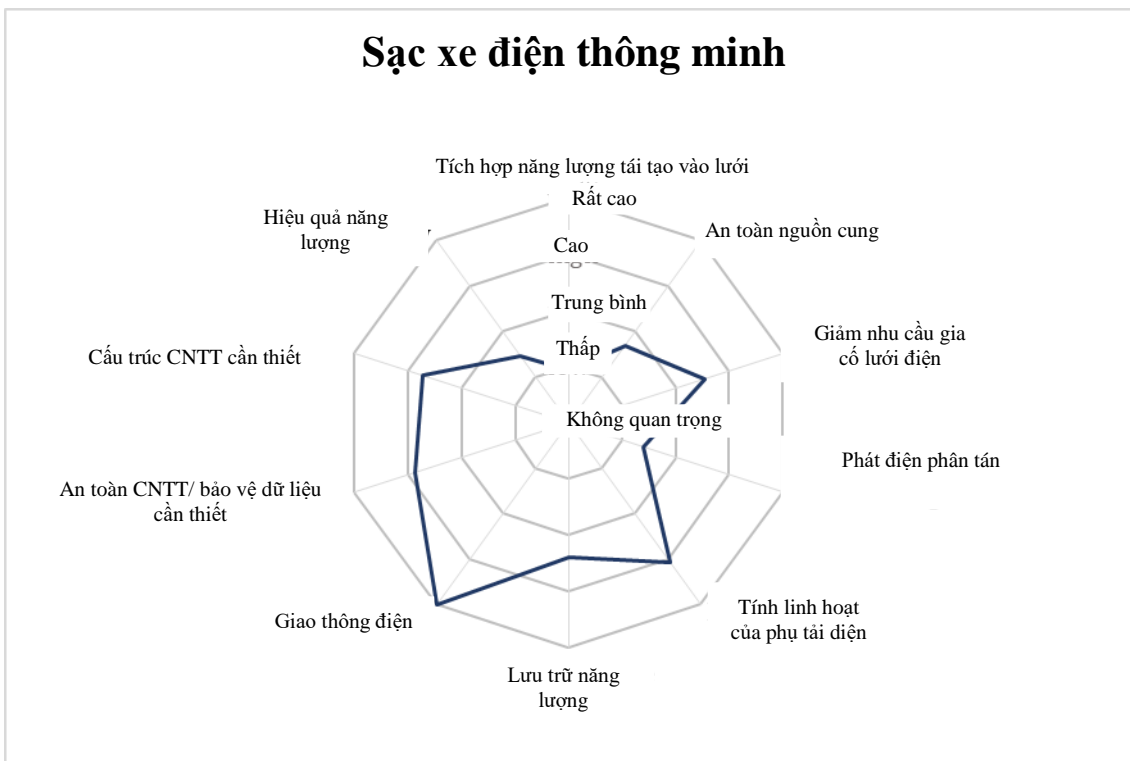 Sạc xe điện thông minh
Tích hợp năng lượng tái tạo vào lưới
Rất cao
Hiệu quả năng
lượng
An toàn nguồn cung
Cao
Trung bình
Giảm nhu cầu gia
cố lưới điện
Thấp
Cấu trúc CNTT cần thiết
Không quan trọng
Phát điện phân tán
An toàn CNTT/ bảo vệ dữ liệu
cần thiết
Tính linh hoạt
của phụ tải diện
Giao thông điện
Lưu trữ năng
lượng